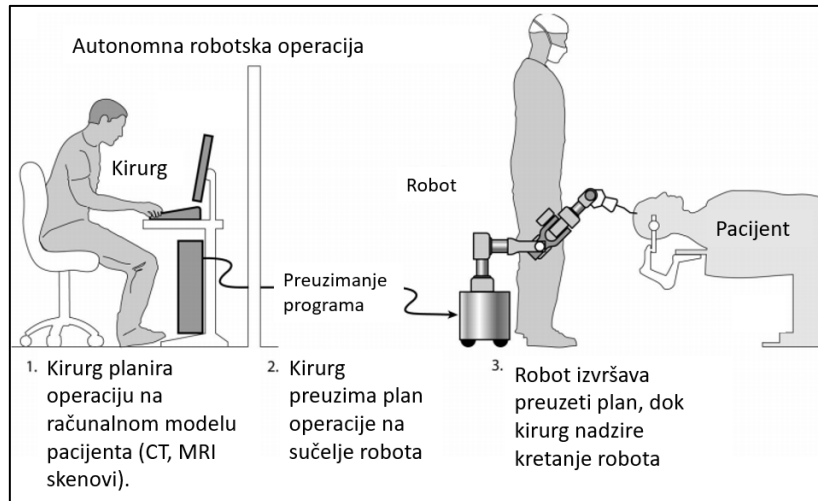 Autonomna robotska operacija
Kirurg
Robot
Pacijent
Preuzimanje
programa
1. Kirurg planira
operaciju na
računalnom modelu
pacijenta (CT, MRI
skenovi).
2. Kirurg
preuzima plan
operacije na
sučelje robota
3. Robot izvršava
preuzeti plan, dok
kirurg nadzire
kretanje robota